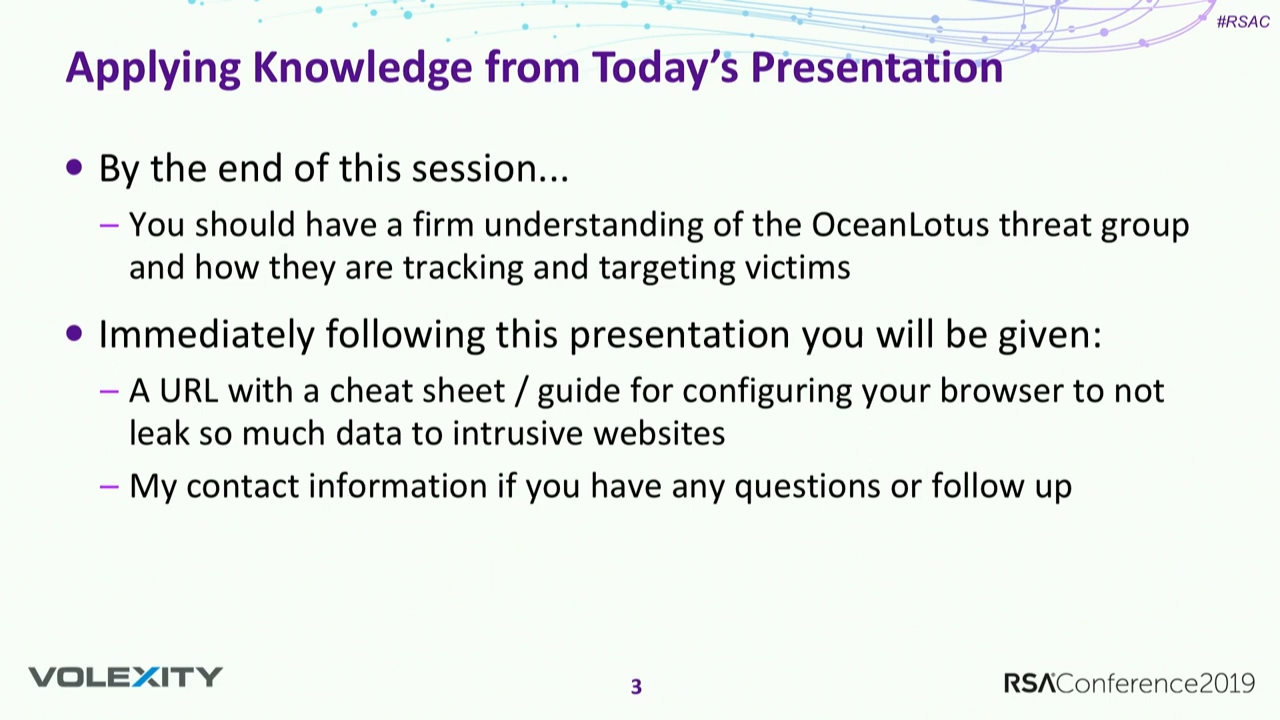 #RSAC
Applying Knowledge from Today’s Presentation
• By the end of this session...
– You should have a firm understanding of the OceanLotus threat group
and how they are tracking and targeting victims
• Immediately following this presentation you will be given:
– A URL with a cheat sheet / guide for configuring your browser to not
leak so much data to intrusive websites
– My contact information if you have any questions or follow up
VOLEXITY
3
RSAConference2019